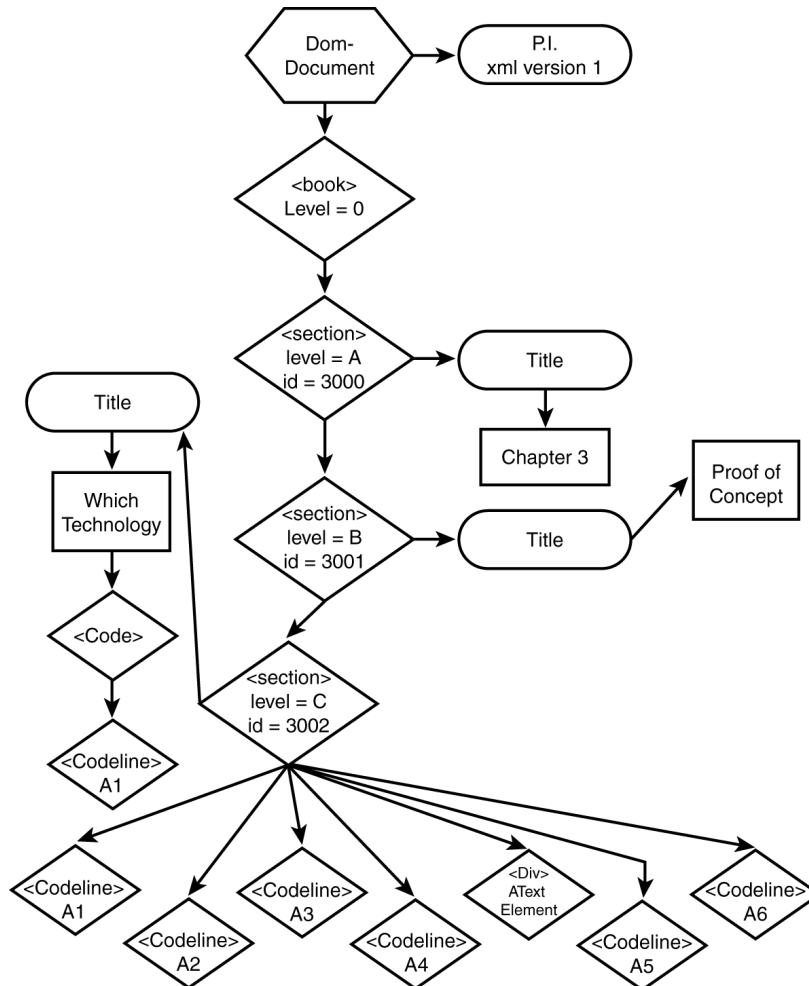 Dom-
Document
P.I.
xml version 1
<book>
Level = 0
<section>
level = A
id = 3000
Title
Title
Chapter 3
Proof of
Concept
Which
Technology
<section>
level = B
id = 3001
Title
<Code>
<section>
level = C
id = 3002
<Codeline>
A1
<Codeline>
A1
<Codeline>
A2
<Codeline>
A3
<Codeline>
A4
<Div>
AText
Element
<Codeline>
A5
<Codeline>
A6